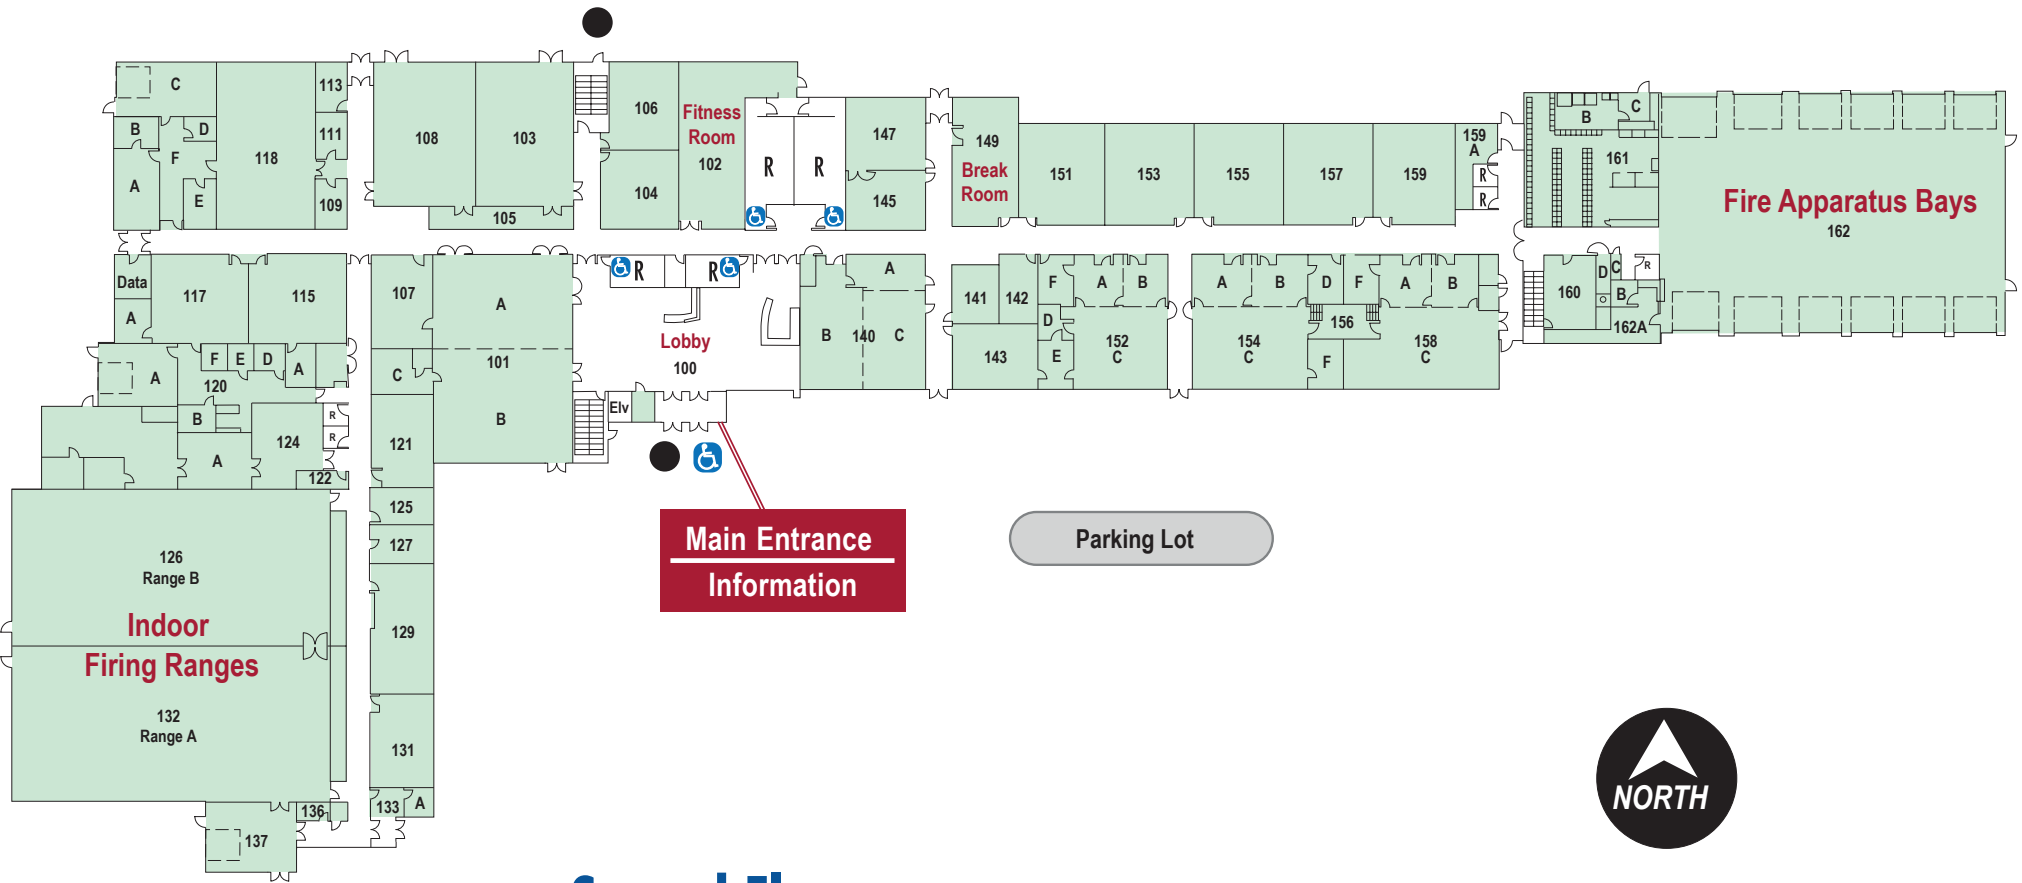 C
113
B
D
111
F
118
A
E
109
108
103
105
106
104
Fitness
Room
102
R
R
147
145
149
Break
Room
151
153
155
157
159
159
A
R
R
C
B
161
Fire Apparatus Bays
162
Data
A
117
115
107
A
101
B
C
R
R
Lobby
100
Elv
A
B
140
C
141
142
143
F
D
E
A
B
152
C
A
B
154
C
D
F
156
F
A
B
158
C
160
D
C
R
B
162A
A
F
E
D
A
120
B
A
124
R
R
122
121
125
127
129
131
133
A
126
Range B
Indoor
Firing Ranges
132
Range A
136
137
Main Entrance
Information
Parking Lot
NORTH